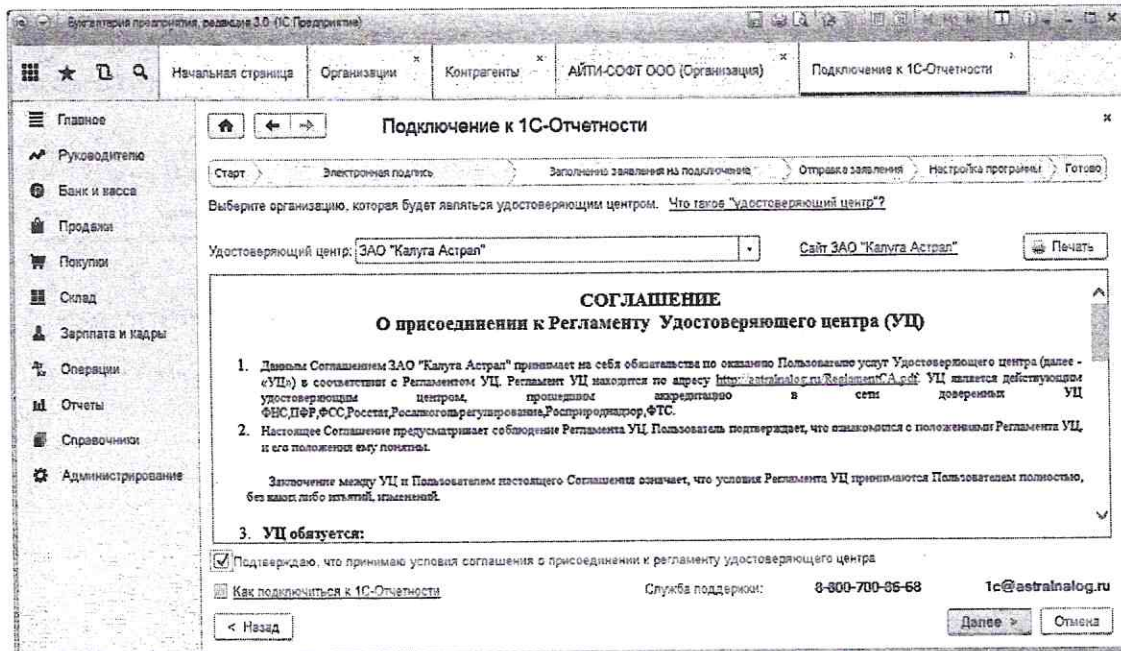 Бухгалтерия предприятия, редакция 3.0 (1С:Предприятие)
Начальная страница
Организации
Контрагенты
АЙТИ-СОФТ ООО (Организация)
Подключение к 1С-Отчетности
Главное
Руководителю
Банк и касса
Продажи
Покупки
Склад
Зарплата и кадры
Операции
Отчеты
Справочники
Администрирование
Подключение к 1С-Отчетности
Старт
Электронная подпись
Заполнение заявления на подключение
Отправка заявления
Настройка программы
Готово
Выберите организацию, которая будет являться удостоверяющим центром. Что такое "удостоверяющий центр"?
Удостоверяющий центр: ЗАО "Калуга Астрал"
Сайт ЗАО "Калуга Астрал"
Печать
СОГЛАШЕНИЕ
О присоединении к Регламенту Удостоверяющего центра (УЦ)
1. Данным Соглашением ЗАО "Калуга Астрал" принимает на себя обязательства по оказанию Пользователю услуг Удостоверяющего центра (далее -
«УЦ») в соответствии с Регламентом УЦ. Регламент УЦ находится по адресу http://astralnalog.ru/ReglamentCA.pdf. УЦ является действующим
удостоверяющим центром, прошедшим аккредитацию в сети доверенных УЦ
ФНС,ПФР,ФСС,Росстат,Росалкогольрегулирование,Росприроднадзор,ФТС.
2. Настоящее Соглашение предусматривает соблюдение Регламента УЦ. Пользователь подтверждает, что ознакомился с положениями Регламента УЦ,
и его положения ему понятны.
Заключение между УЦ и Пользователем настоящего Соглашения означает, что условия Регламента УЦ принимаются Пользователем полностью,
без каких либо изъятий, изменений.
3. УЦ обязуется:
Подтверждаю, что принимаю условия соглашения о присоединении к регламенту удостоверяющего центра
Как подключиться к 1С-Отчетности
Служба поддержки:
8-800-700-86-68
1c@astralnalog.ru
< Назад
Далее >
Отмена